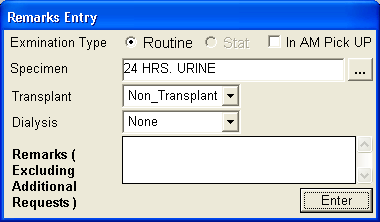 Remarks Entry
Exmination Type Routine Stat In AM Pick UP
Specimen 24 HRS. URINE ...
Transplant Non_Transplant
Dialysis None
Remarks (
Excluding
Additional
Requests )
Enter